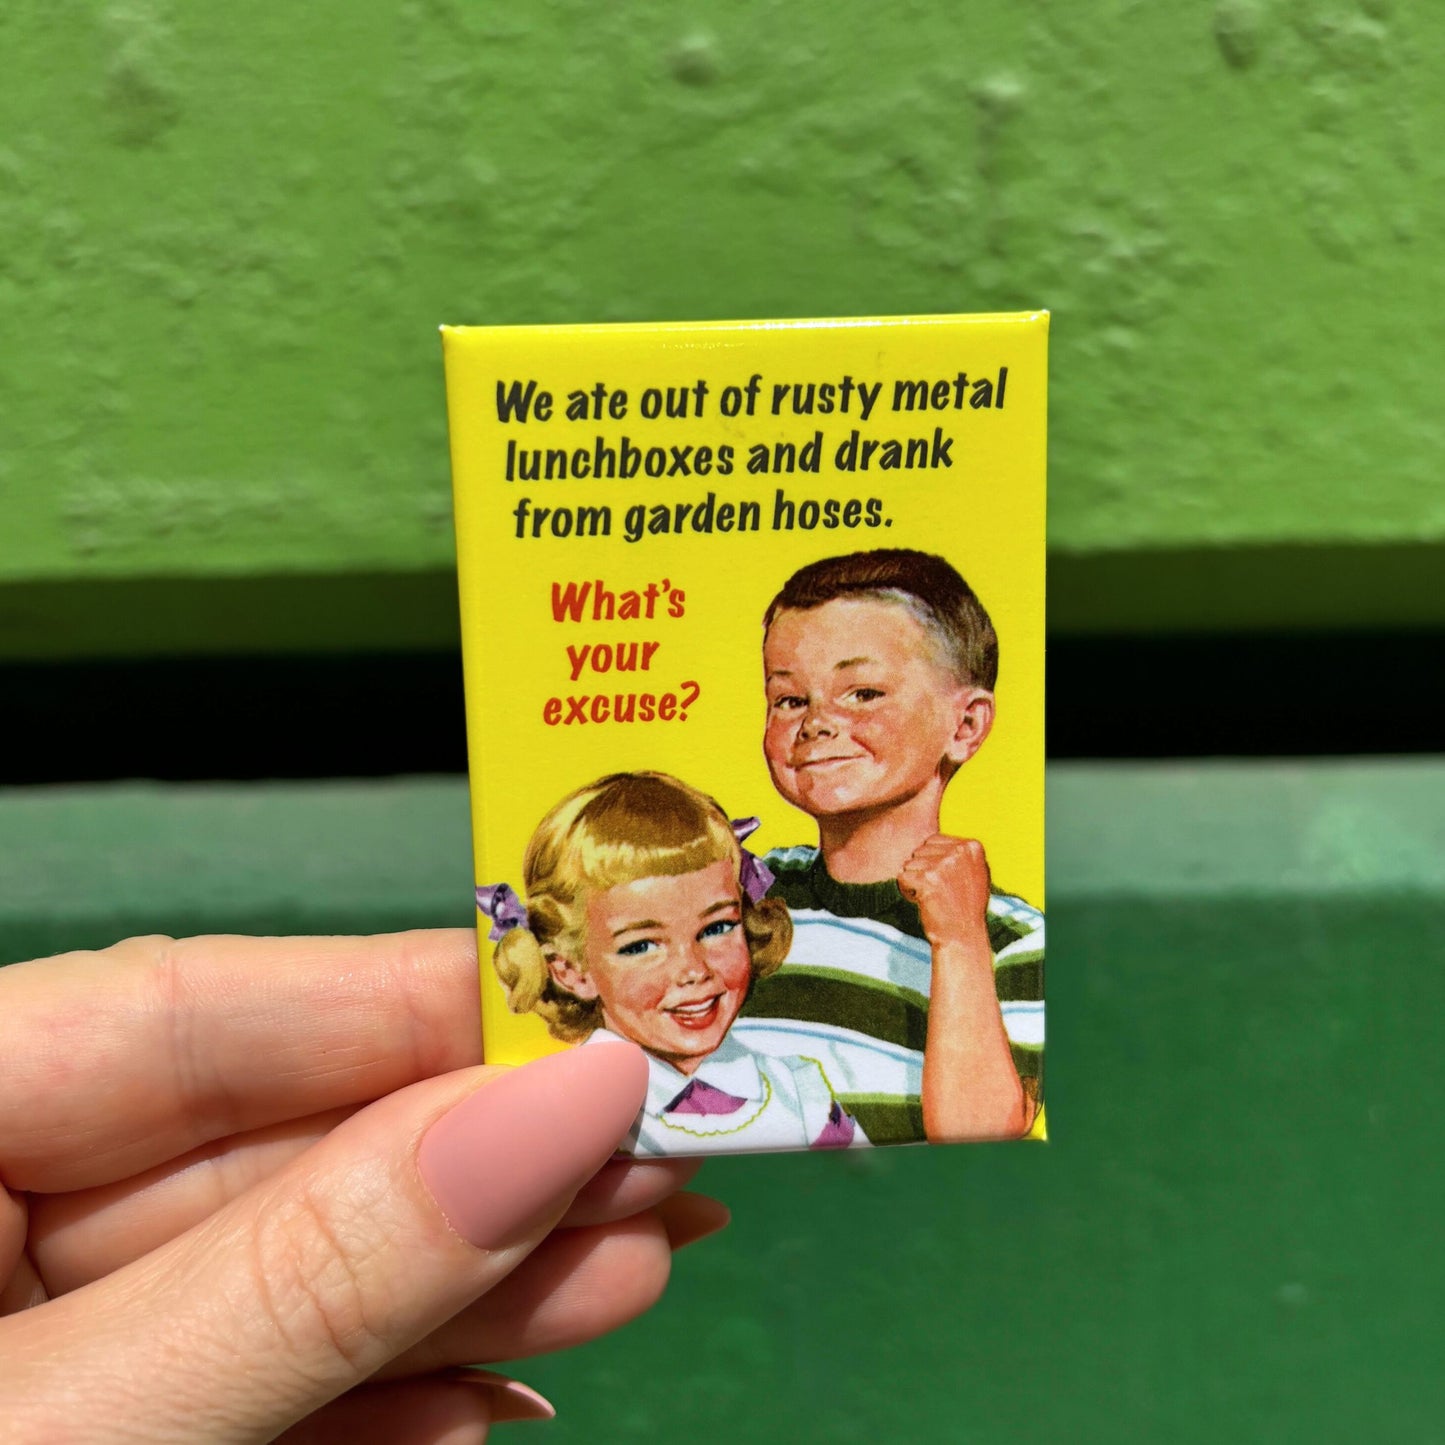 We ate out of rusty metal
lunchboxes and drank
from garden hoses.
What's
your
excuse?